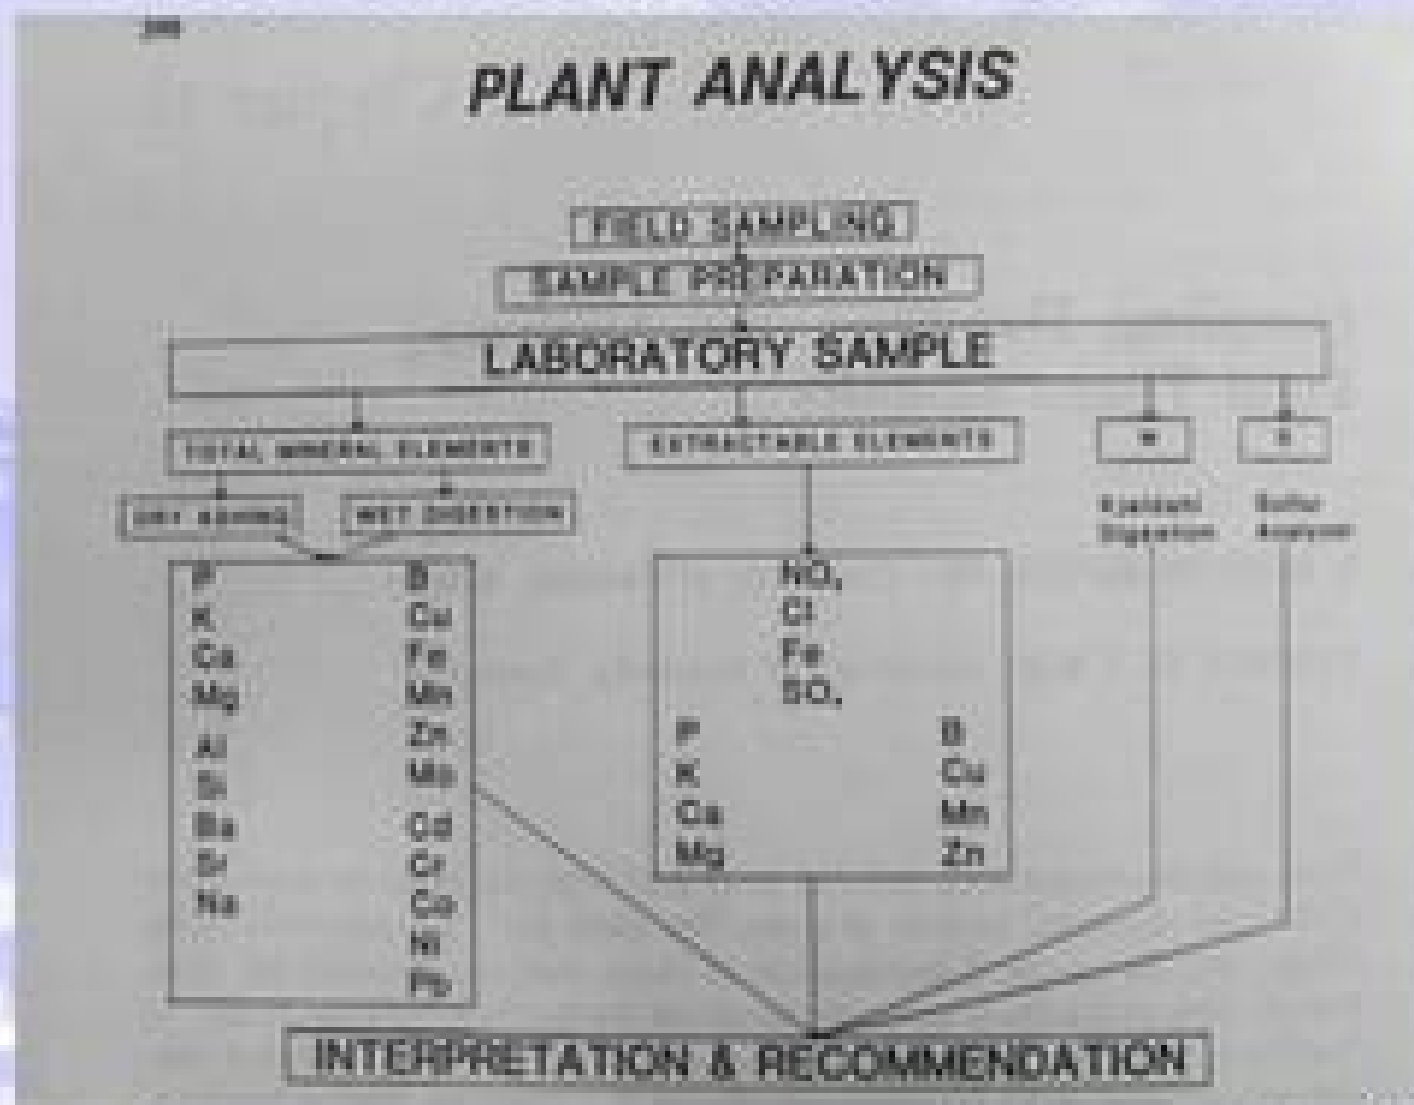 PLANT ANALYSIS
FIELD SAMPLING
SAMPLE PREPARATION
LABORATORY SAMPLE
TOTAL MINERAL ELEMENTS
EXTRACTABLE ELEMENTS
N
S
DRY ASHING
WET DIGESTION
Kjeldahl
Digestion
Sulfur
Analyzer
P
K
Ca
Mg
Al
Si
Ba
Sr
Na
B
Cu
Fe
Mn
Zn
Mo
Cd
Cr
Co
Ni
Pb
NO₃
Cl
Fe
SO₄
P
K
Ca
Mg
B
Cu
Mn
Zn
INTERPRETATION & RECOMMENDATION